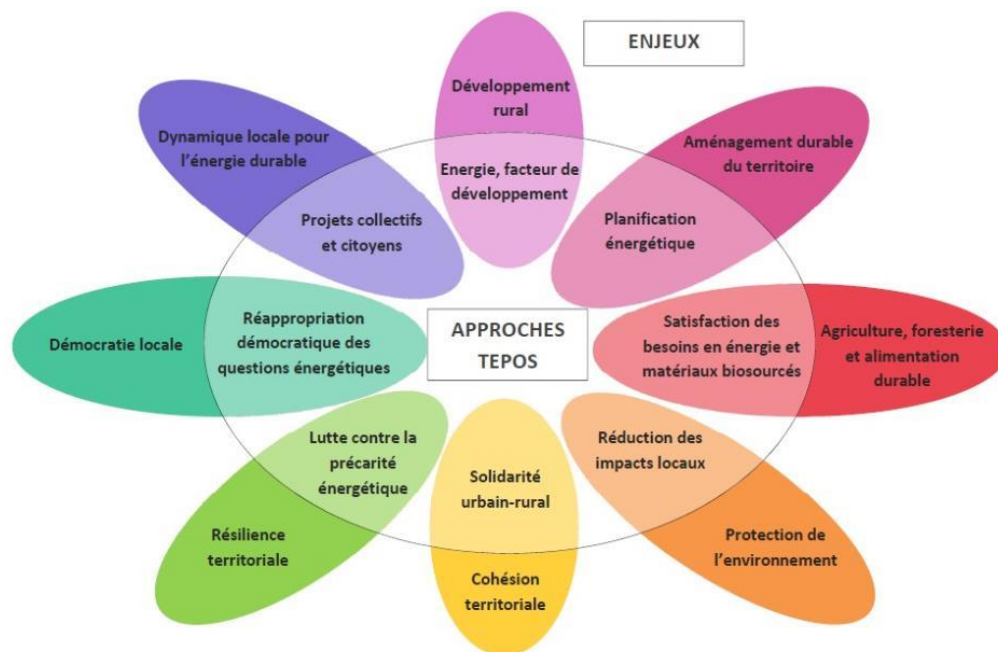 ENJEUX
Développement
rural
Energie, facteur de
développement
Dynamique locale pour
l'énergie durable
Projets collectifs
et citoyens
Aménagement durable
du territoire
Planification
énergétique
Démocratie locale
Réappropriation
démocratique des
questions énergétiques
APPROCHES
TEPOS
Satisfaction des
besoins en énergie et
matériaux biosourcés
Agriculture, foresterie
et alimentation
durable
Lutte contre la
précarité
énergétique
Résilience
territoriale
Solidarité
urbain-rural
Cohésion
territoriale
Réduction des
impacts locaux
Protection de
l'environnement